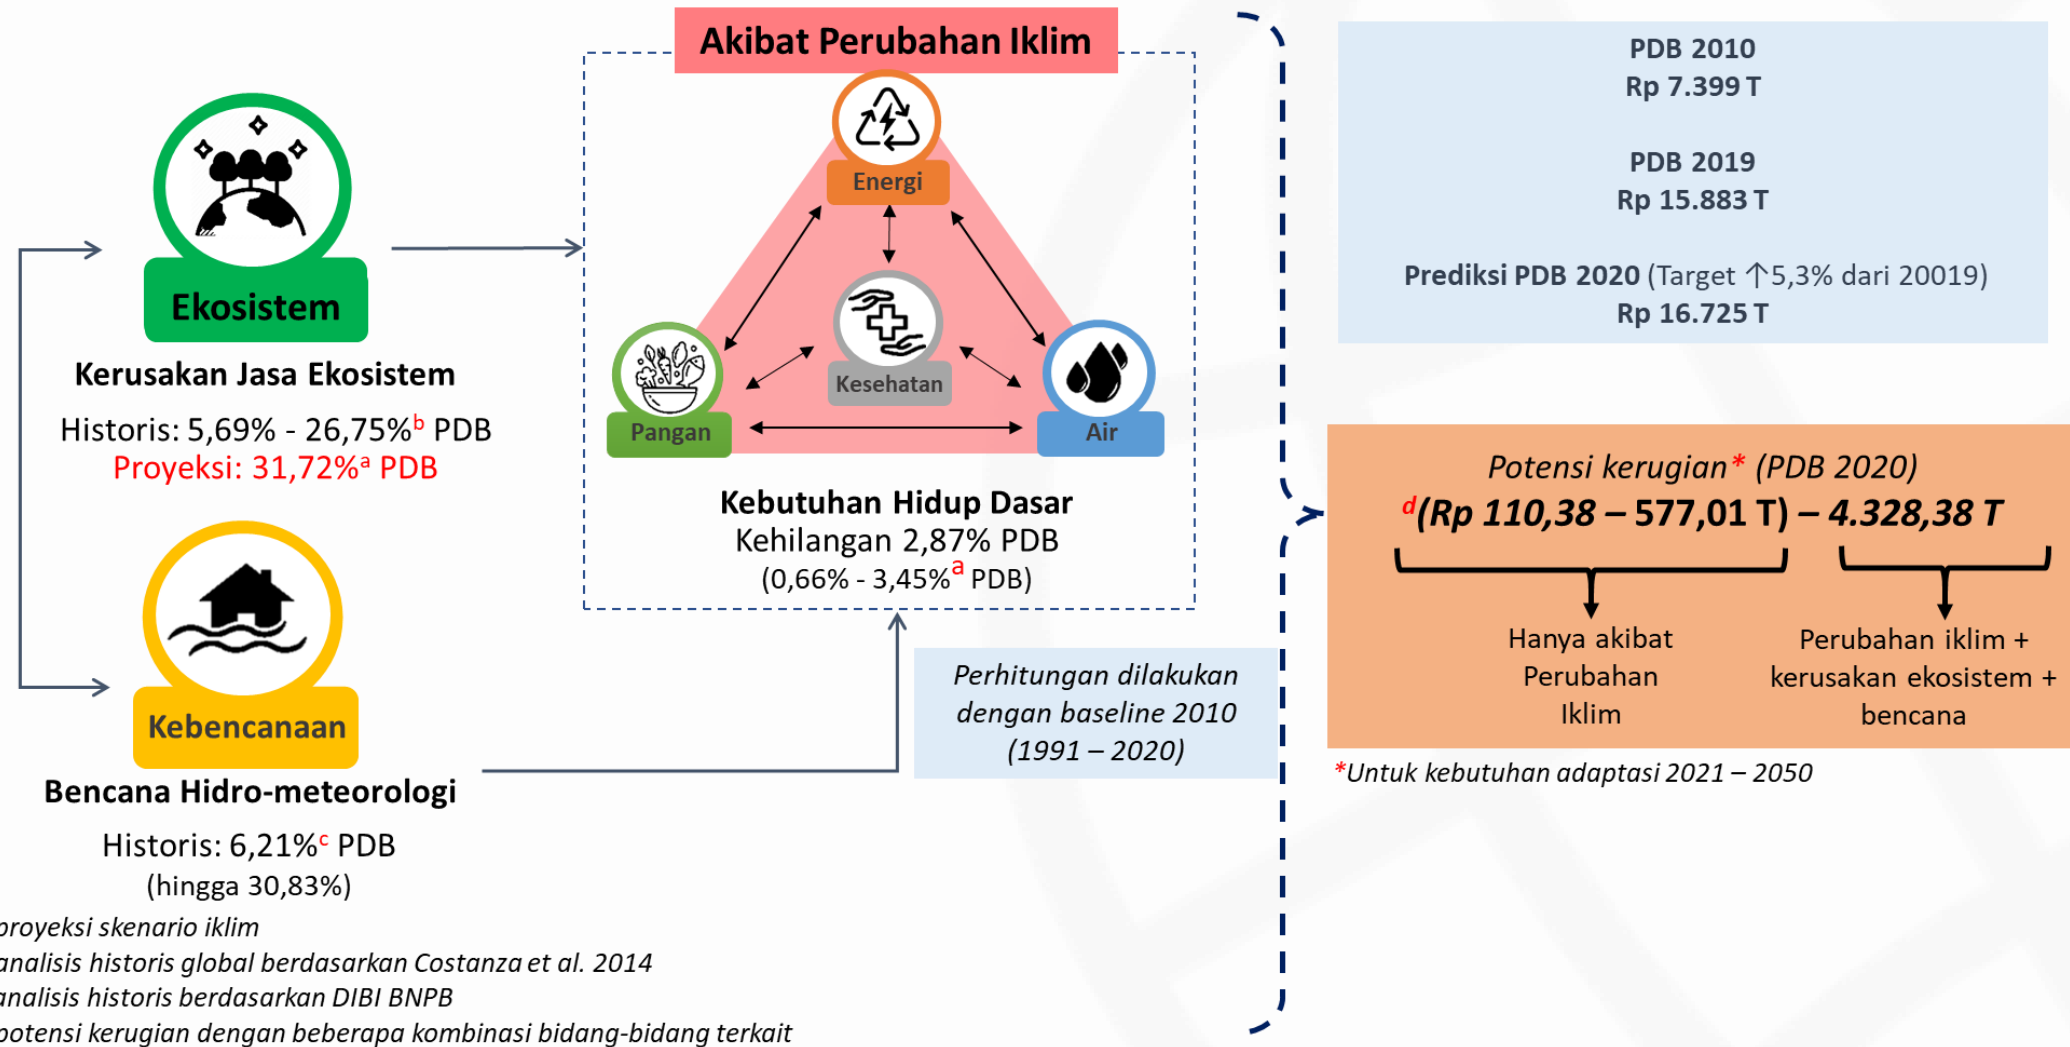 Akibat Perubahan Iklim
Energi
Kesehatan
Pangan
Air
Kebutuhan Hidup Dasar
Kehilangan 2,87% PDB
(0,66% - 3,45%a PDB)
Ekosistem
Kerusakan Jasa Ekosistem
Historis: 5,69% - 26,75%b PDB
Proyeksi: 31,72%a PDB
Kebencanaan
Bencana Hidro-meteorologi
Historis: 6,21%c PDB
(hingga 30,83%)
Perhitungan dilakukan
dengan baseline 2010
(1991 – 2020)
proyeksi skenario iklim
analisis historis global berdasarkan Costanza et al. 2014
analisis historis berdasarkan DIBI BNPB
potensi kerugian dengan beberapa kombinasi bidang-bidang terkait
PDB 2010
Rp 7.399 T
PDB 2019
Rp 15.883 T
Prediksi PDB 2020 (Target ↑5,3% dari 20019)
Rp 16.725 T
Potensi kerugian* (PDB 2020)
d(Rp 110,38 – 577,01 T) – 4.328,38 T
Hanya akibat
Perubahan
Iklim
Perubahan iklim +
kerusakan ekosistem +
bencana
*Untuk kebutuhan adaptasi 2021 – 2050